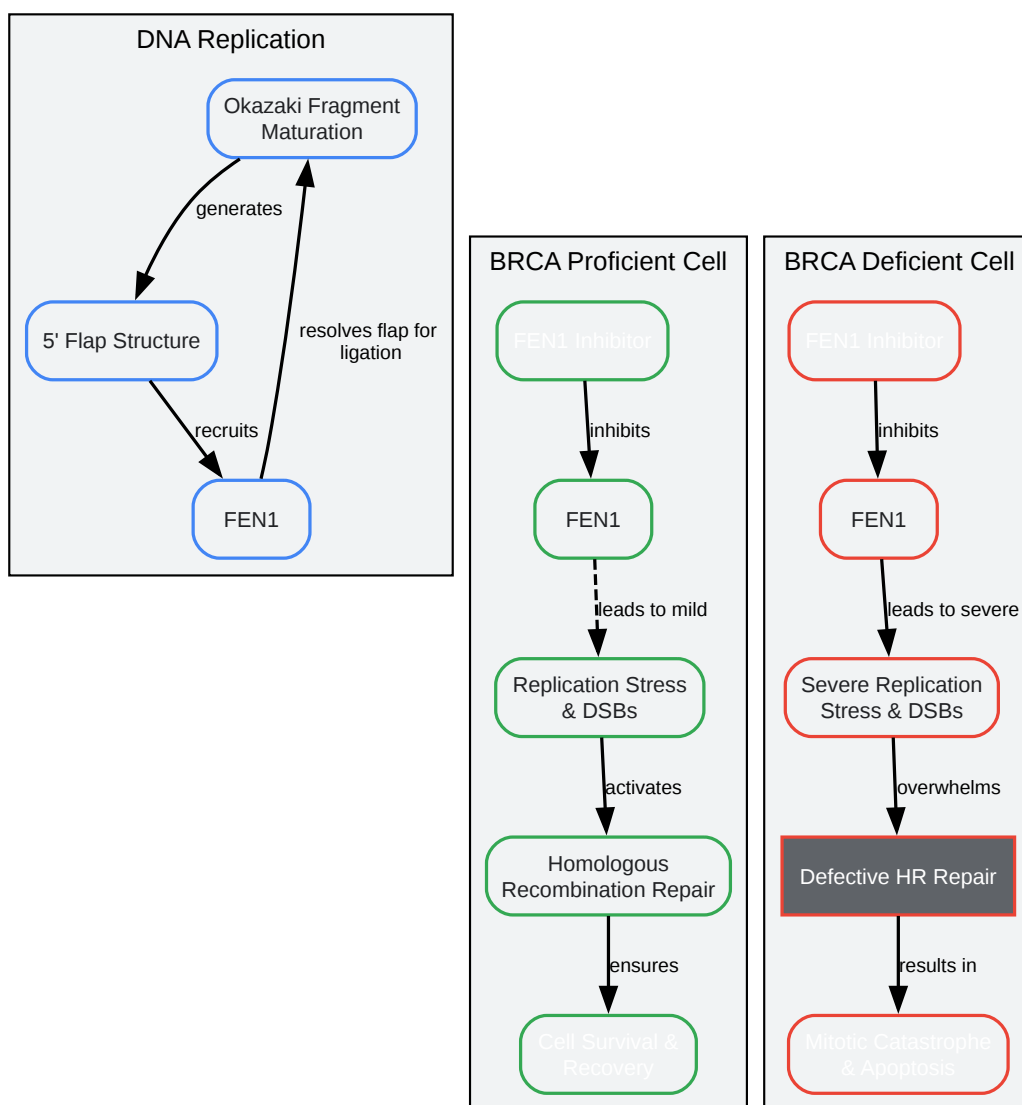 DNA Replication
Okazaki Fragment
Maturation
generates
5' Flap Structure
resolves flap for
ligation
recruits
FEN1
BRCA Proficient Cell
FEN1 Inhibitor
inhibits
FEN1
leads to mild
Replication Stress
& DSBs
activates
Homologous
Recombination Repair
ensures
Cell Survival &
Recovery
BRCA Deficient Cell
FEN1 Inhibitor
inhibits
FEN1
leads to severe
Severe Replication
Stress & DSBs
overwhelms
Defective HR Repair
results in
Mitotic Catastrophe
& Apoptosis